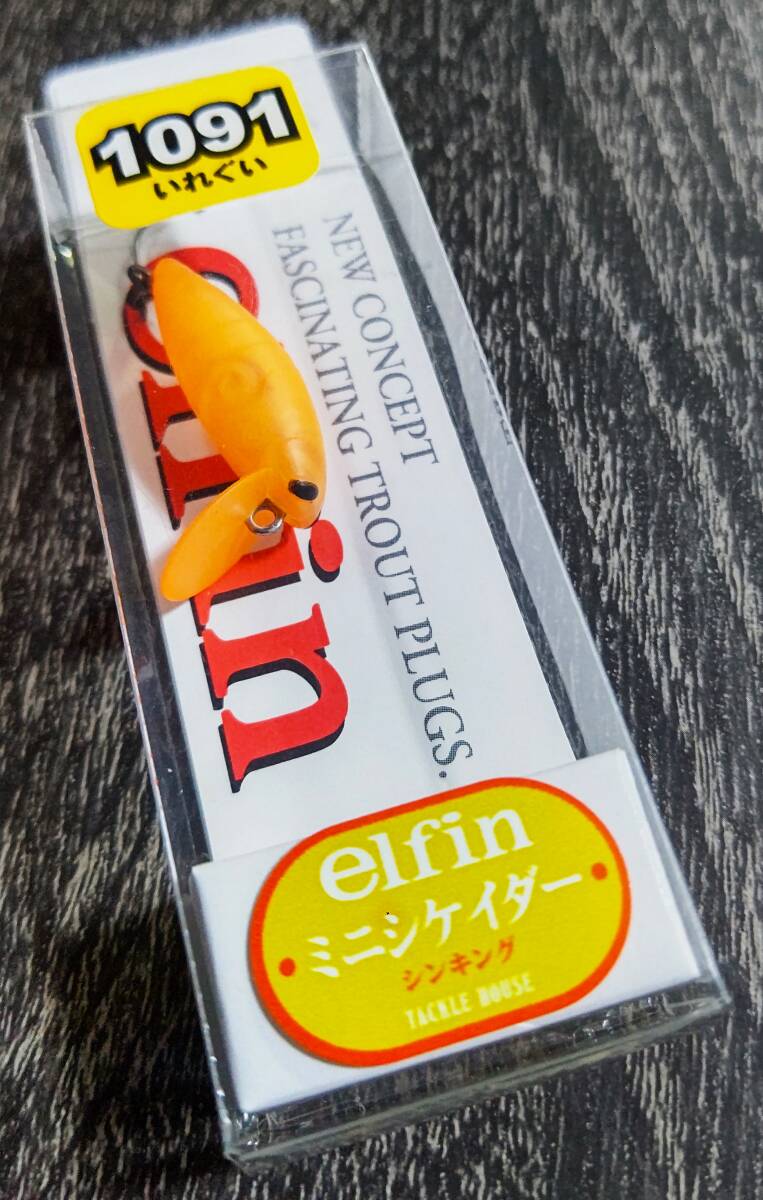 1091
いれぐい
elfin
NEW CONCEPT
FASCINATING TROUT PLUGS.
elfin
ミニシケイダー
シンキング
TACKLE HOUSE